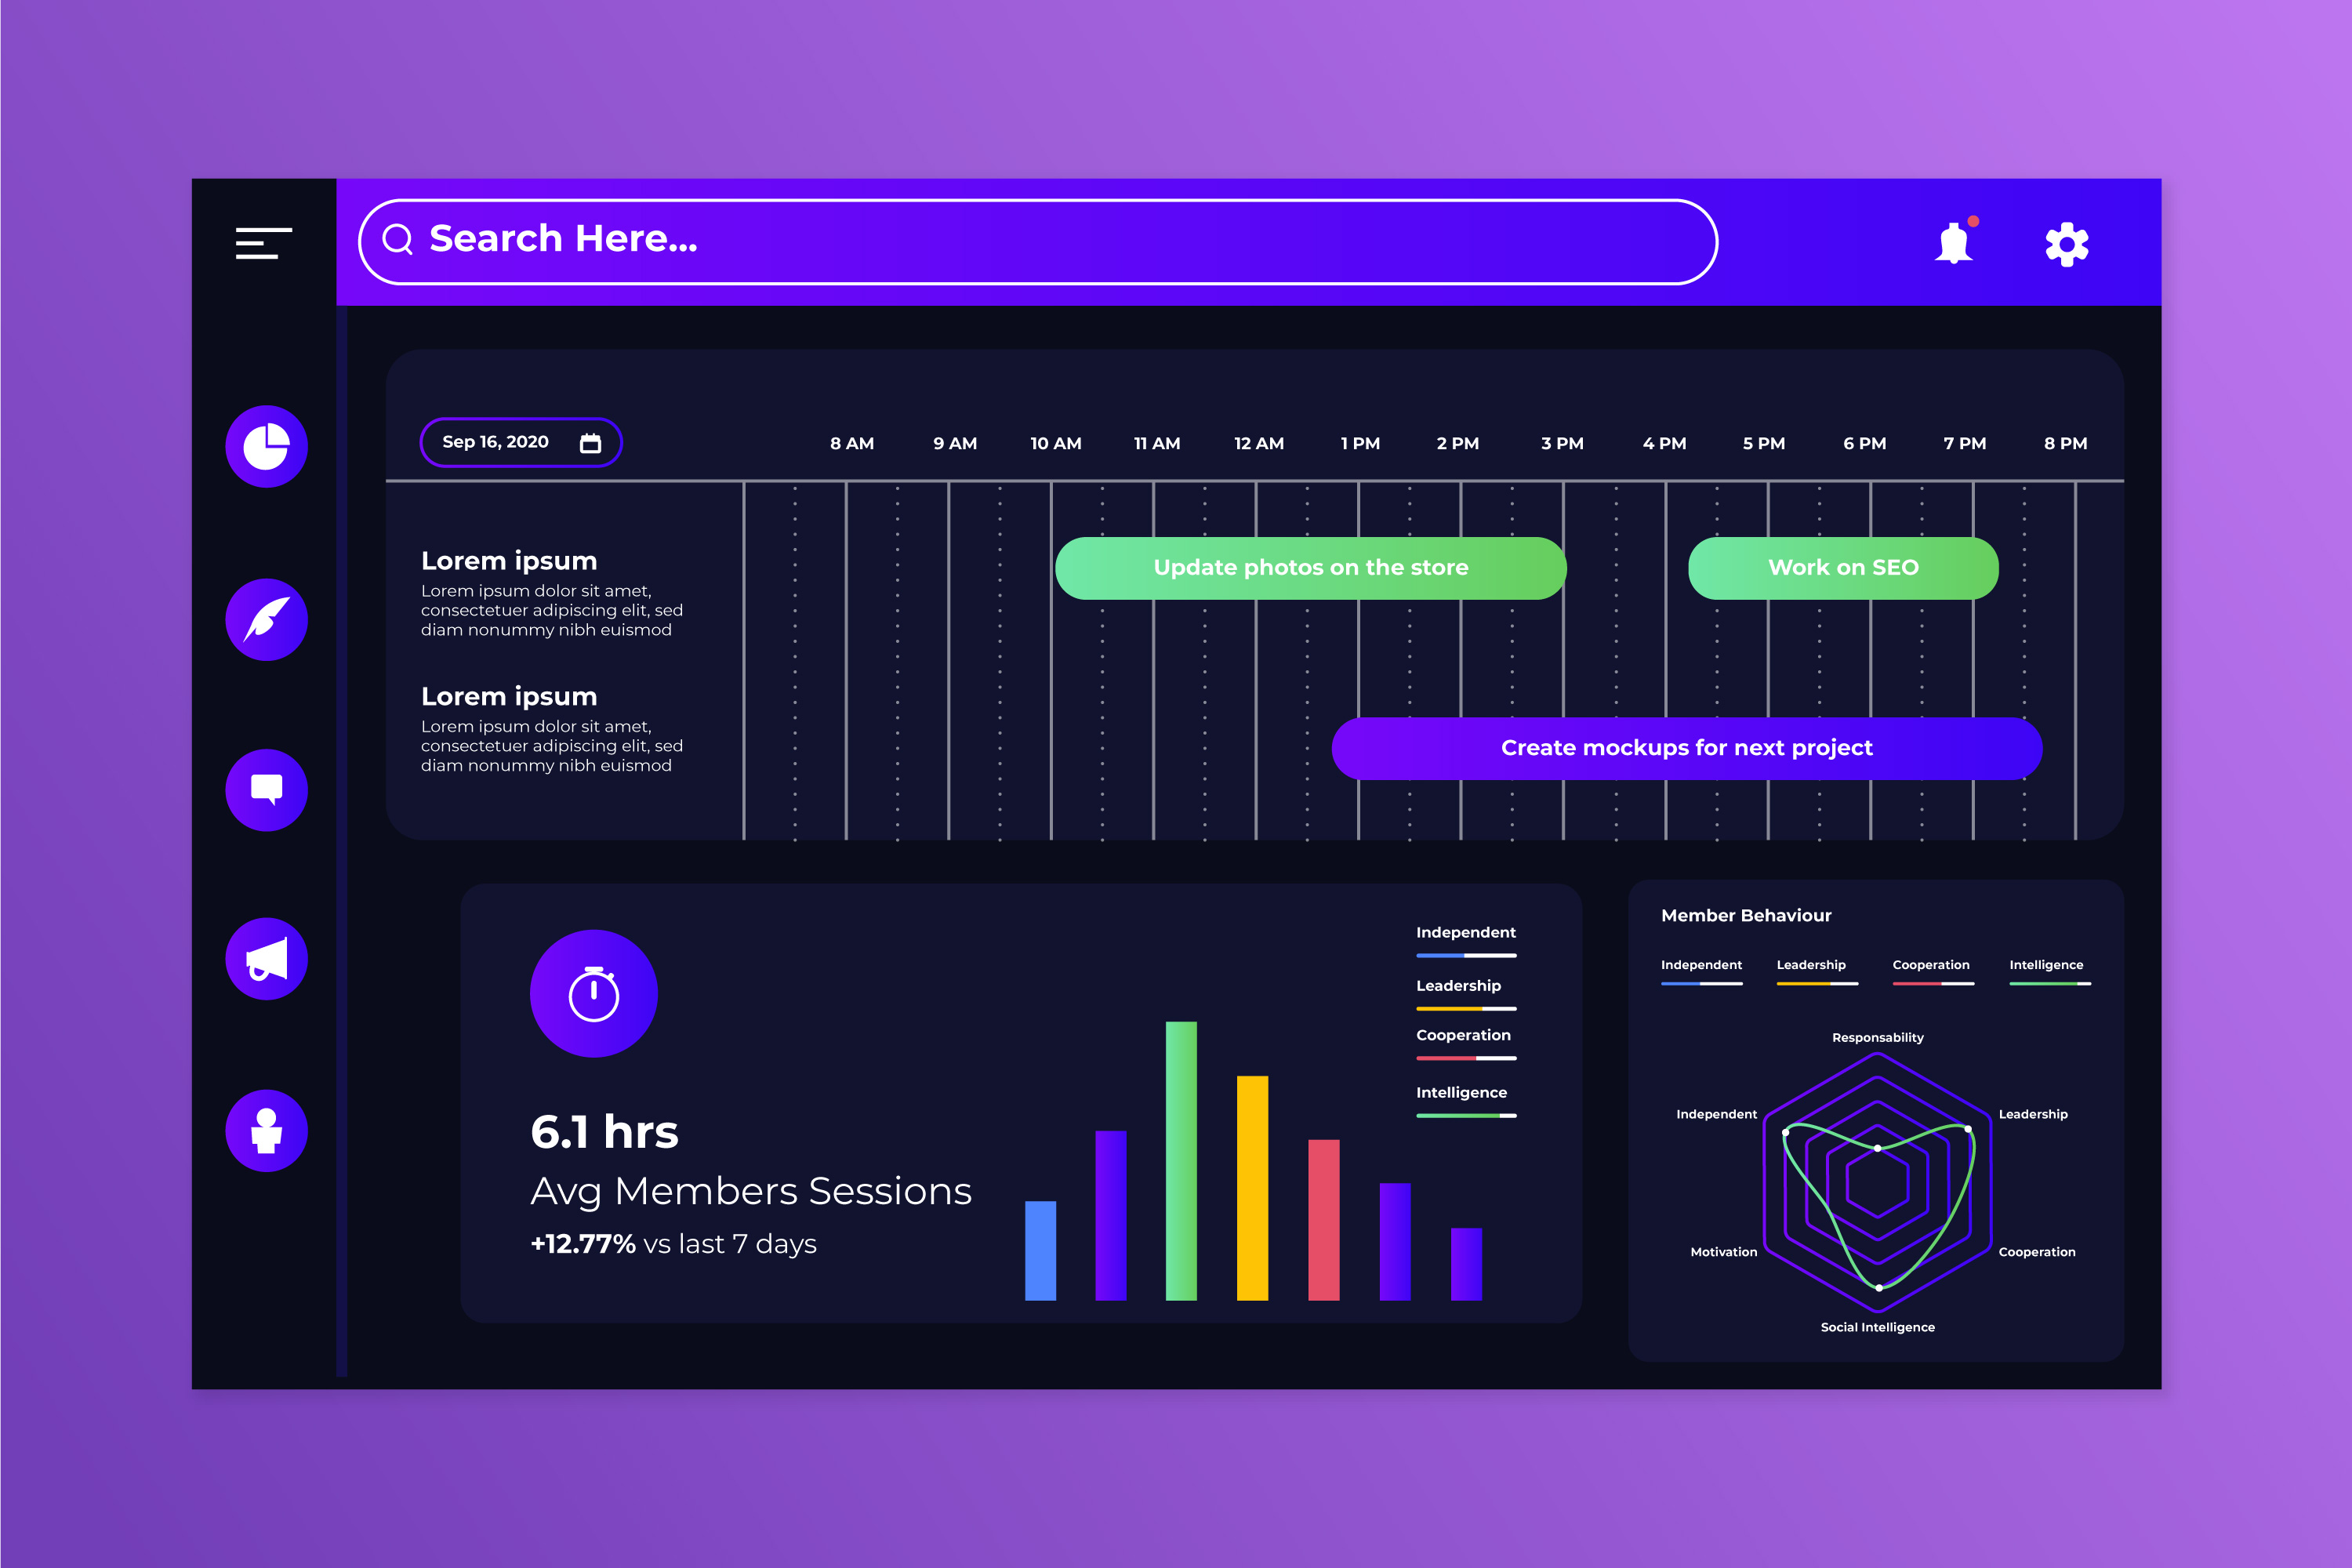 Search Here...
Sep 16, 2020
8 AM 9 AM 10 AM 11 AM 12 AM 1 PM 2 PM 3 PM 4 PM 5 PM 6 PM 7 PM 8 PM
Lorem ipsum
Lorem ipsum dolor sit amet,
consectetuer adipiscing elit, sed
diam nonummy nibh euismod
Update photos on the store
Work on SEO
Lorem ipsum
Lorem ipsum dolor sit amet,
consectetuer adipiscing elit, sed
diam nonummy nibh euismod
Create mockups for next project
6.1 hrs
Avg Members Sessions
+12.77% vs last 7 days
Independent
Leadership
Cooperation
Intelligence
Member Behaviour
Independent Leadership Cooperation Intelligence
Responsability
Independent
Leadership
Motivation
Cooperation
Social Intelligence